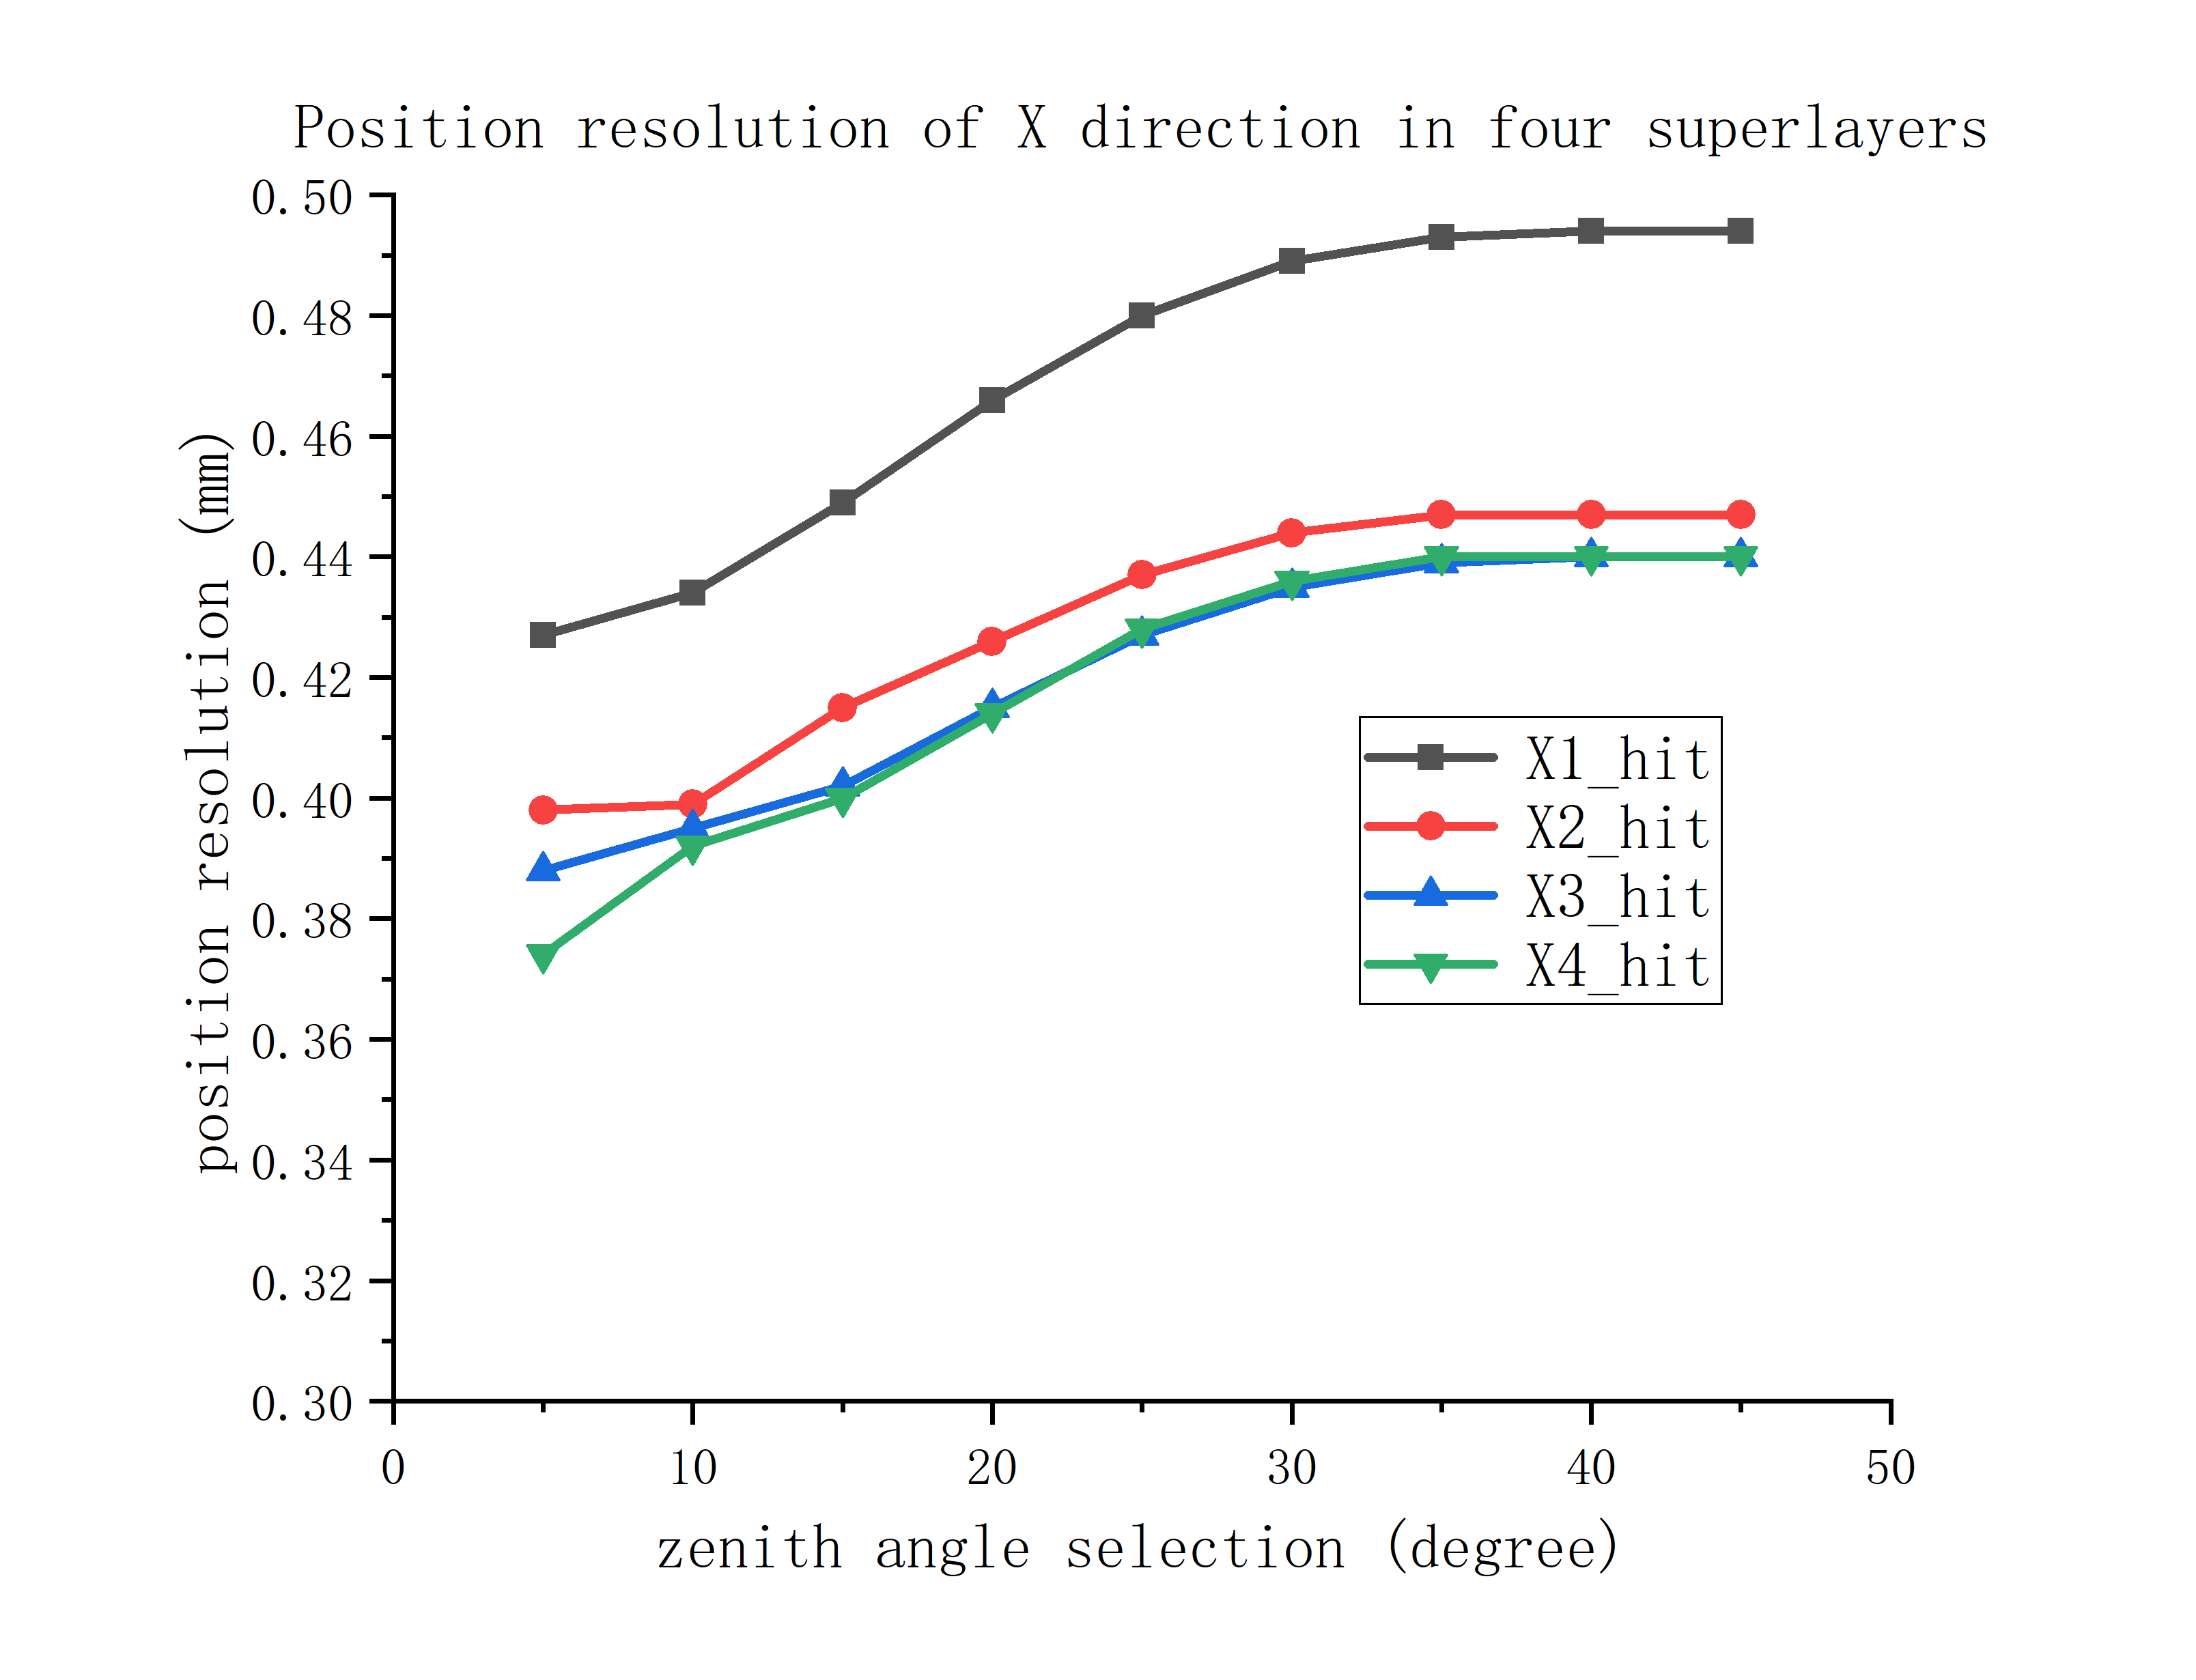 Position resolution of X direction in four superlayers
0.50
0.48
0.46
0.44
0.42
0.40
0.38
0.36
0.34
0.32
0.30
position resolution (mm)
X1_hit
X2_hit
X3_hit
X4_hit
0 10 20 30 40 50
zenith angle selection (degree)